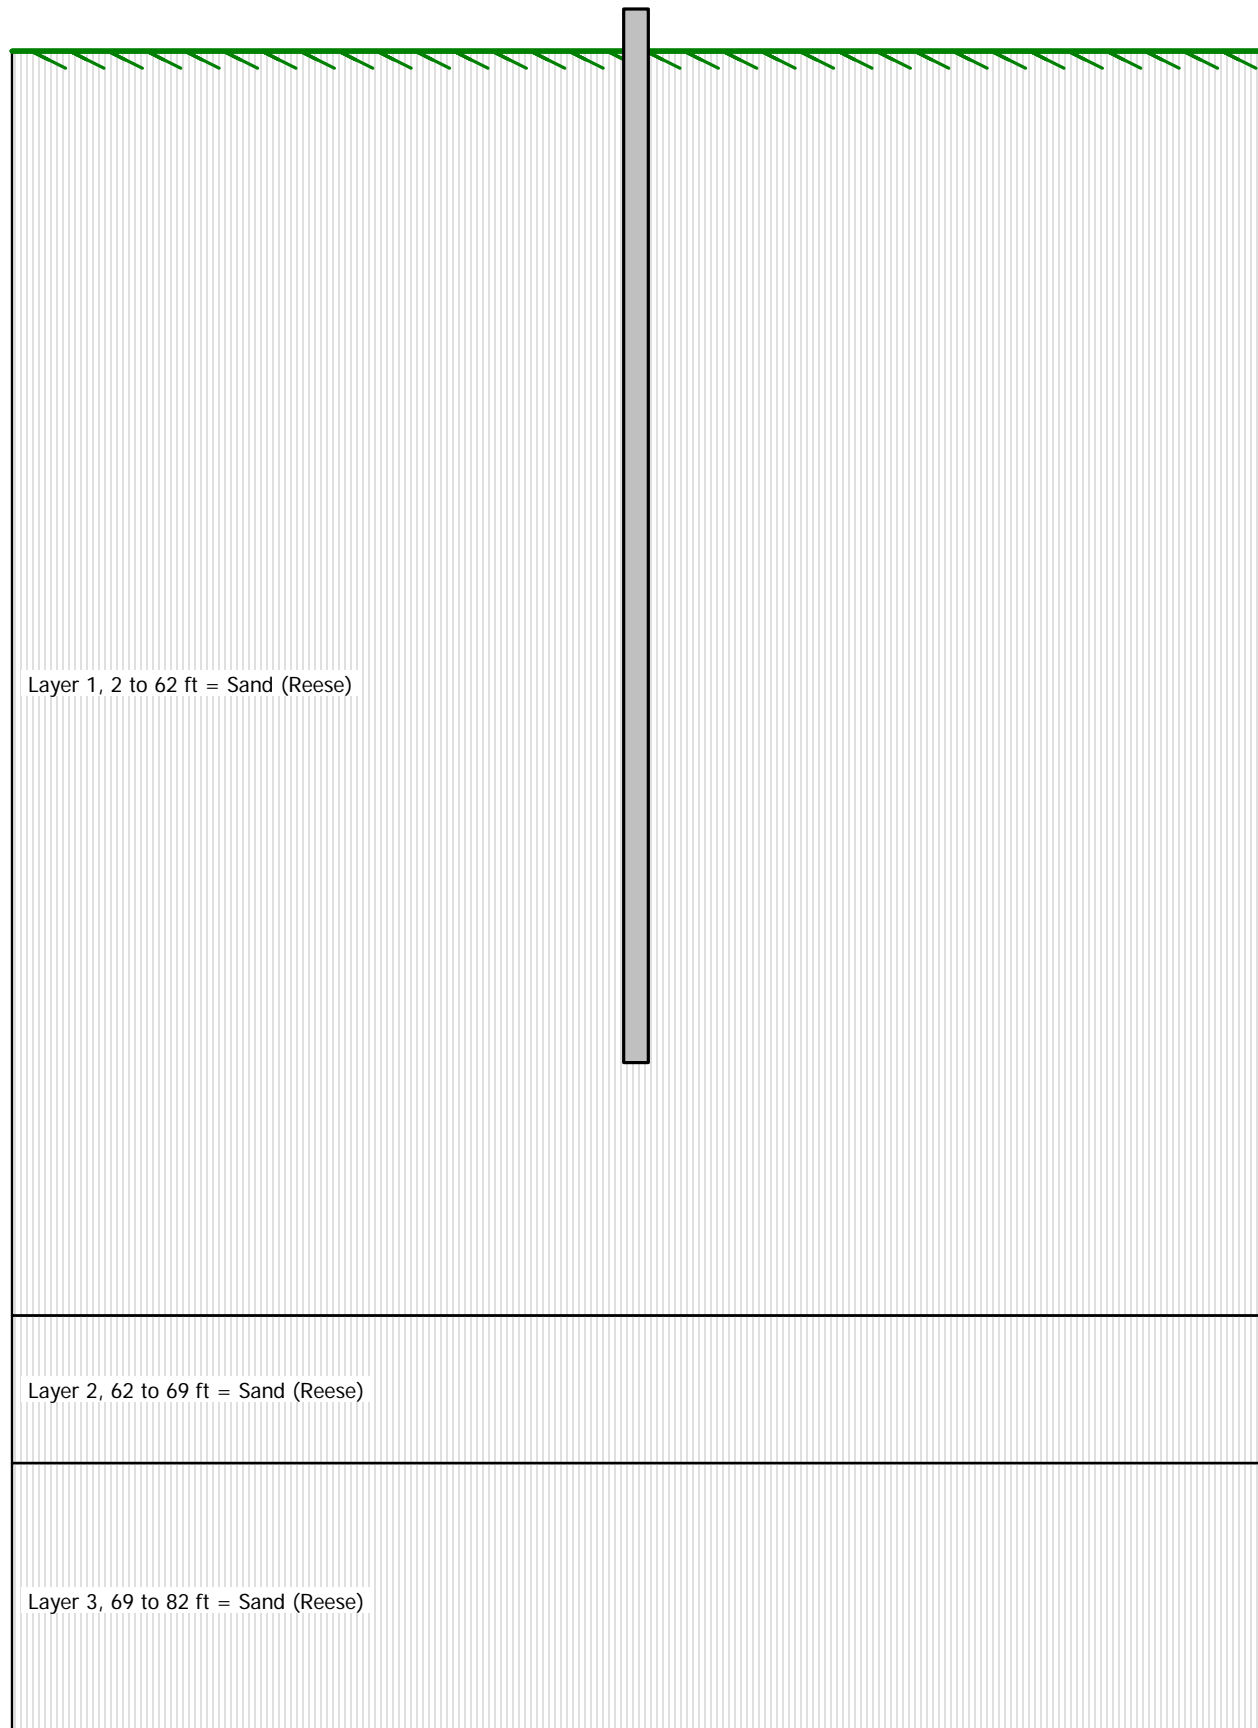 Layer 1, 2 to 62 ft = Sand (Reese)
Layer 2, 62 to 69 ft = Sand (Reese)
Layer 3, 69 to 82 ft = Sand (Reese)